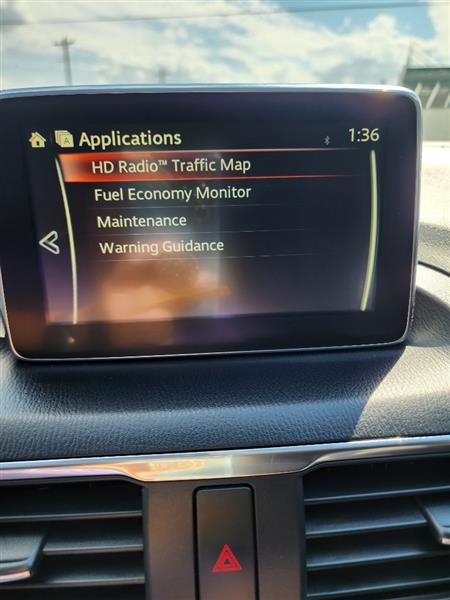 A Applications 1:36
HD Radio™ Traffic Map
Fuel Economy Monitor
Maintenance
Warning Guidance